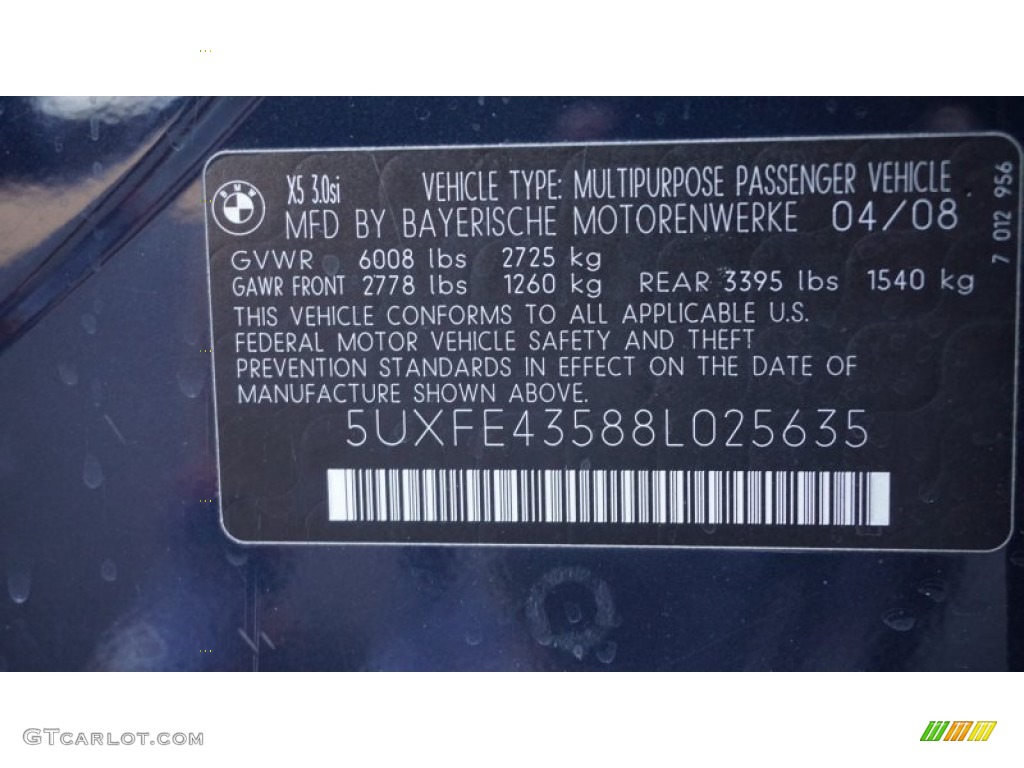 BMW
X5 3.0si VEHICLE TYPE: MULTIPURPOSE PASSENGER VEHICLE
MFD BY BAYERISCHE MOTORENWERKE 04/08
GVWR 6008 lbs 2725 kg
GAWR FRONT 2778 lbs 1260 kg REAR 3395 lbs 1540 kg
THIS VEHICLE CONFORMS TO ALL APPLICABLE U.S.
FEDERAL MOTOR VEHICLE SAFETY AND THEFT
PREVENTION STANDARDS IN EFFECT ON THE DATE OF
MANUFACTURE SHOWN ABOVE.
5UXFE43588L025635
7 012 956
GTCARLOT.COM